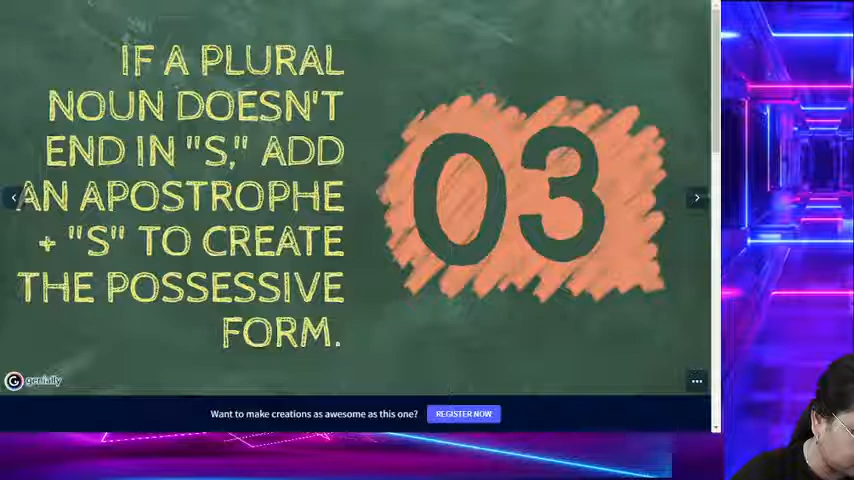 IF A PLURAL
NOUN DOESN'T
END IN "S," ADD
AN APOSTROPHE
+ "S" TO CREATE
THE POSSESSIVE
FORM.
03
genially
Want to make creations as awesome as this one? REGISTER NOW